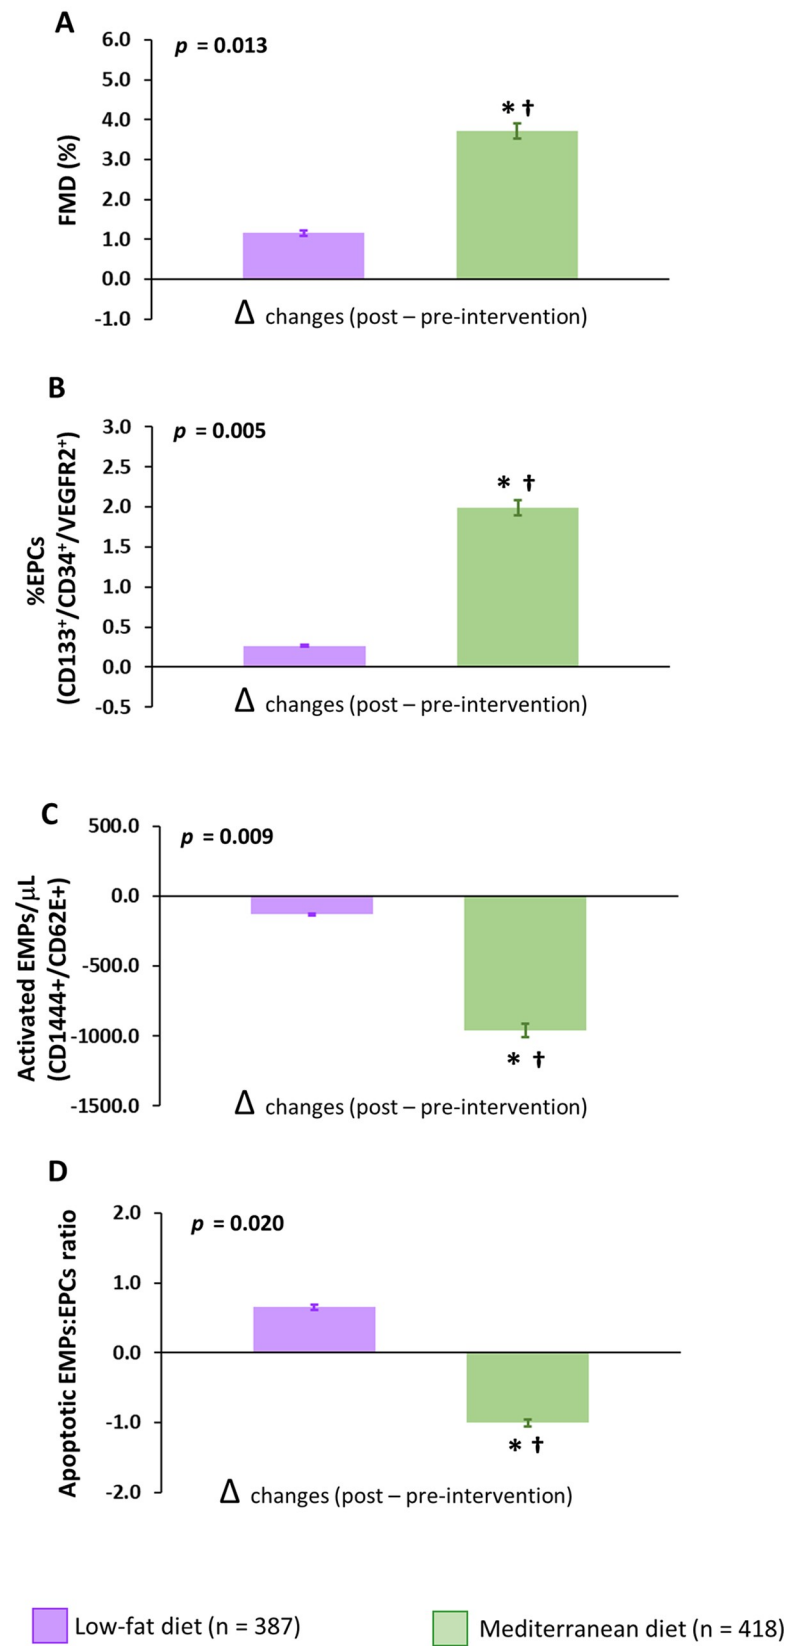 A
6.0
p = 0.013
5.0
* †
4.0
3.0
FMD (%)
2.0
1.0
0.0
-1.0
Δ changes (post – pre-intervention)
B
3.0
p = 0.005
2.5
* †
2.0
1.5
%EPCs
(CD133⁺/CD34⁺/VEGFR2⁺)
1.0
0.5
0.0
-0.5
Δ changes (post – pre-intervention)
C
500.0
p = 0.009
0.0
Activated EMPs/μL
(CD1444+/CD62E+)
-500.0
-1000.0
* †
-1500.0
Δ changes (post – pre-intervention)
D
2.0
p = 0.020
1.0
Apoptotic EMPs:EPCs ratio
0.0
-1.0
* †
-2.0
Δ changes (post – pre-intervention)
Low-fat diet (n = 387)
Mediterranean diet (n = 418)